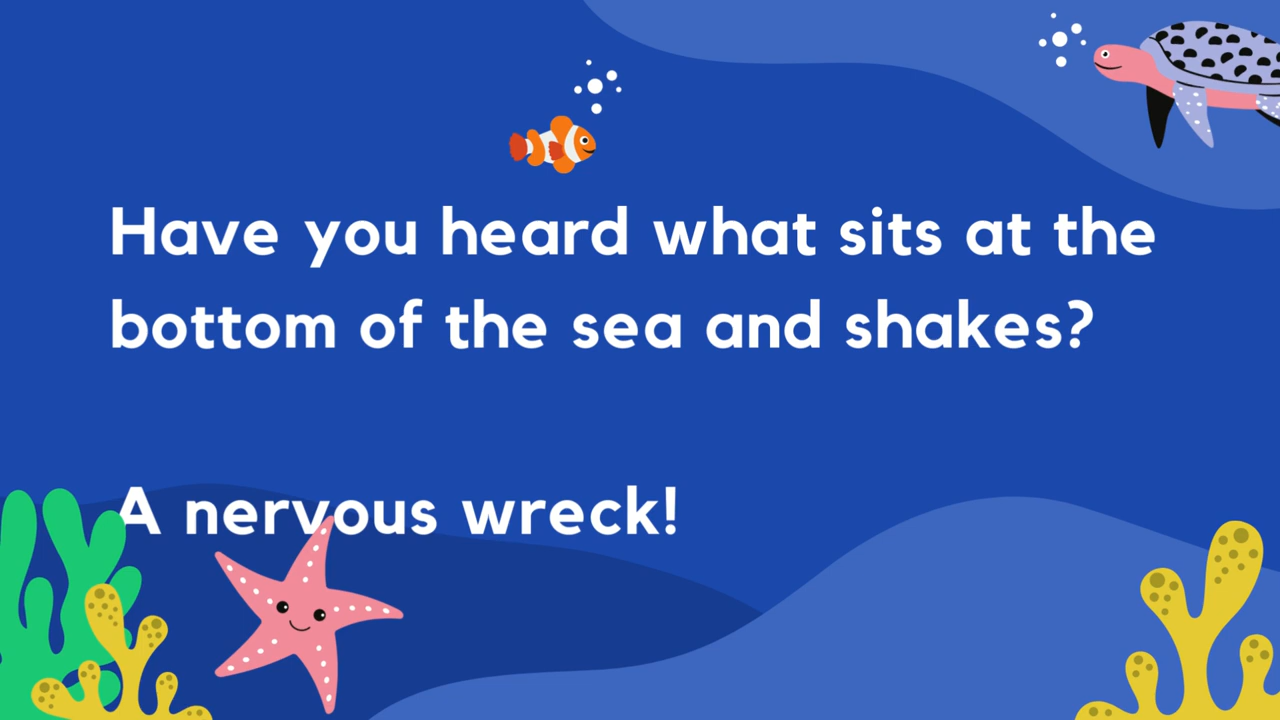 Have you heard what sits at the
bottom of the sea and shakes?
A nervous wreck!